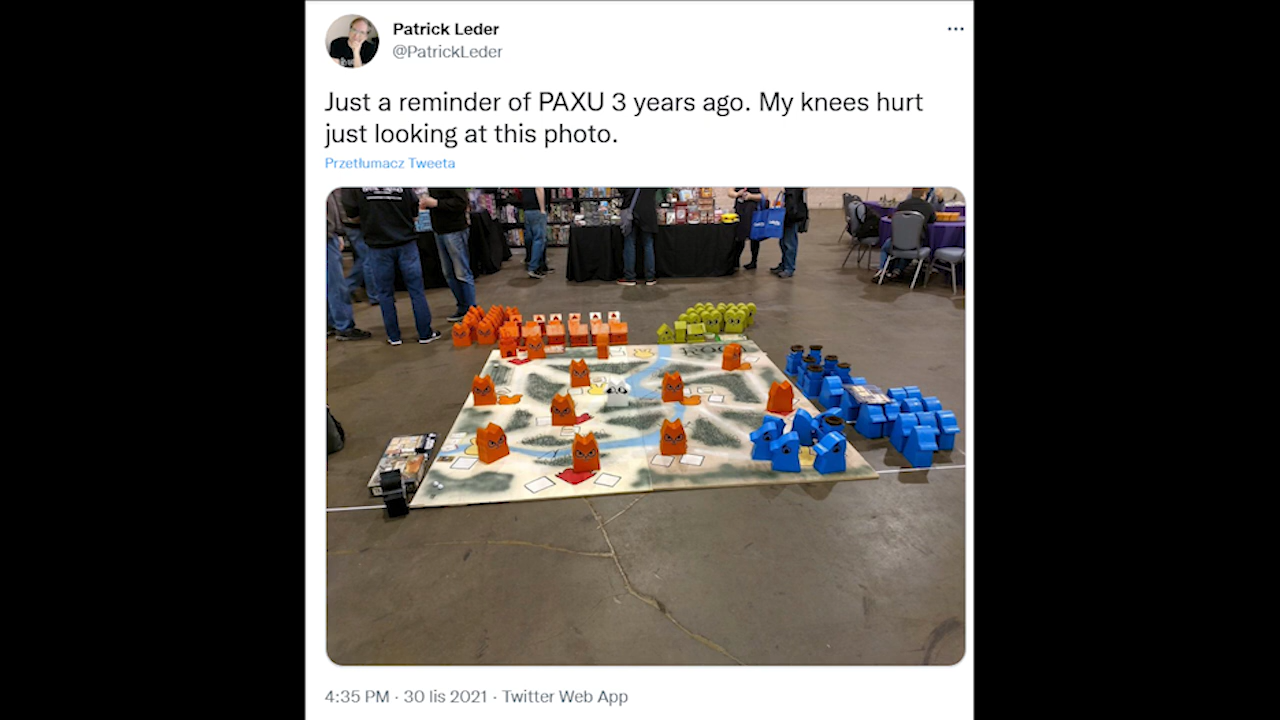 Patrick Leder
@PatrickLeder
Just a reminder of PAXU 3 years ago. My knees hurt
just looking at this photo.
Przetłumacz Tweeta
ROOT
4:35 PM · 30 lis 2021 · Twitter Web App